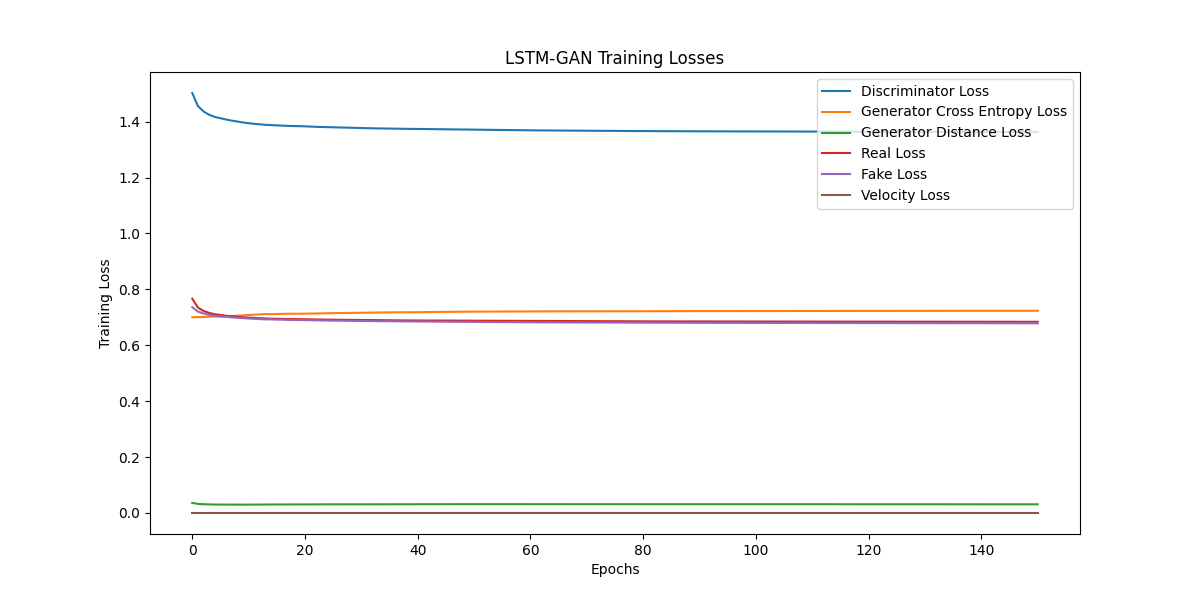 LSTM-GAN Training Losses
Discriminator Loss
Generator Cross Entropy Loss
Generator Distance Loss
Real Loss
Fake Loss
Velocity Loss
Training Loss
1.4
1.2
1.0
0.8
0.6
0.4
0.2
0.0
0 20 40 60 80 100 120 140
Epochs